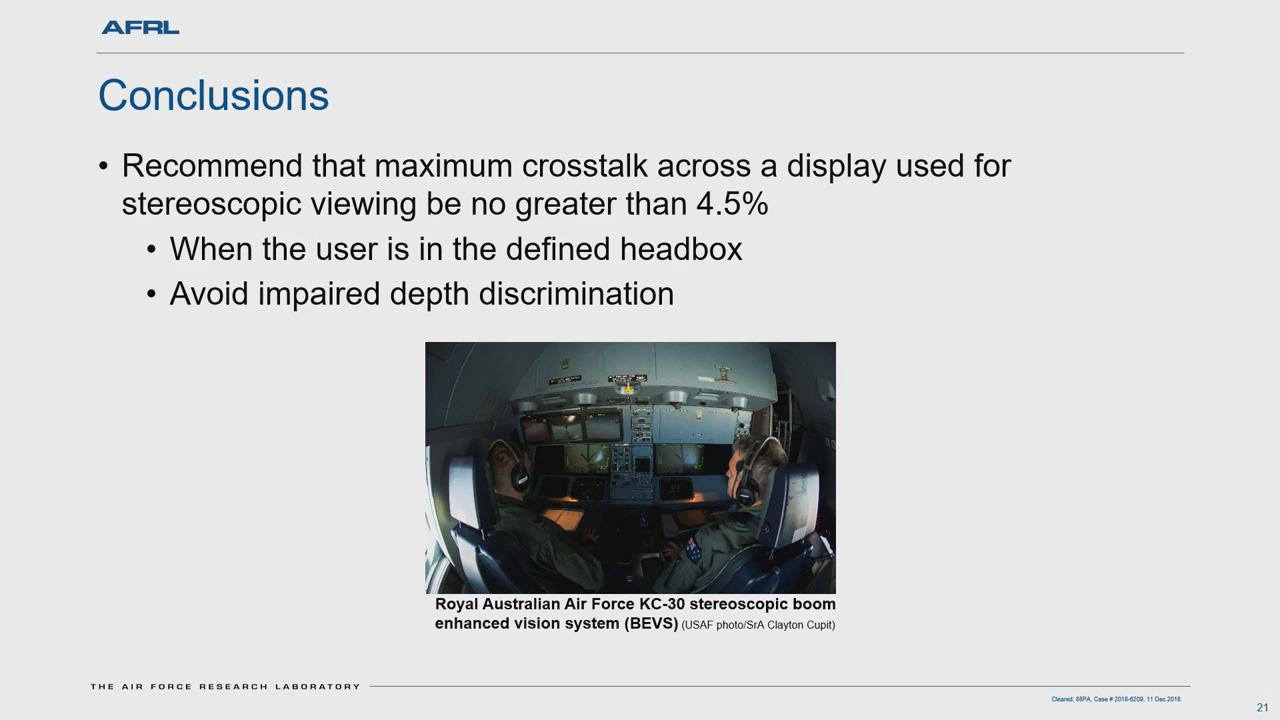 AFRL
Conclusions
• Recommend that maximum crosstalk across a display used for
stereoscopic viewing be no greater than 4.5%
• When the user is in the defined headbox
• Avoid impaired depth discrimination
Royal Australian Air Force KC-30 stereoscopic boom
enhanced vision system (BEVS) (USAF photo/SrA Clayton Cupit)
THE AIR FORCE RESEARCH LABORATORY
Cleared, 88PA, Case # 2018-6209, 11 Dec 2018.
21